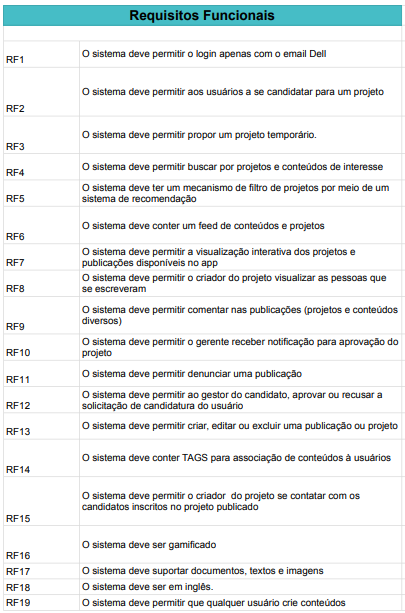 Requisitos Funcionais
RF1 O sistema deve permitir o login apenas com o email Dell
RF2 O sistema deve permitir aos usuários a se candidatar para um projeto
RF3 O sistema deve permitir propor um projeto temporário.
RF4 O sistema deve permitir buscar por projetos e conteúdos de interesse
RF5 O sistema deve ter um mecanismo de filtro de projetos por meio de um
sistema de recomendação
RF6 O sistema deve conter um feed de conteúdos e projetos
RF7 O sistema deve permitir a visualização interativa dos projetos e
publicações disponíveis no app
RF8 O sistema deve permitir o criador do projeto visualizar as pessoas que
se escreveram
RF9 O sistema deve permitir comentar nas publicações (projetos e conteúdos
diversos)
RF10 O sistema deve permitir o gerente receber notificação para aprovação do
projeto
RF11 O sistema deve permitir denunciar uma publicação
RF12 O sistema deve permitir ao gestor do candidato, aprovar ou recusar a
solicitação de candidatura do usuário
RF13 O sistema deve permitir criar, editar ou excluir uma publicação ou projeto
RF14 O sistema deve conter TAGS para associação de conteúdos à usuários
RF15 O sistema deve permitir o criador do projeto se contatar com os
candidatos inscritos no projeto publicado
RF16 O sistema deve ser gamificado
RF17 O sistema deve suportar documentos, textos e imagens
RF18 O sistema deve ser em inglês.
RF19 O sistema deve permitir que qualquer usuário crie conteúdos